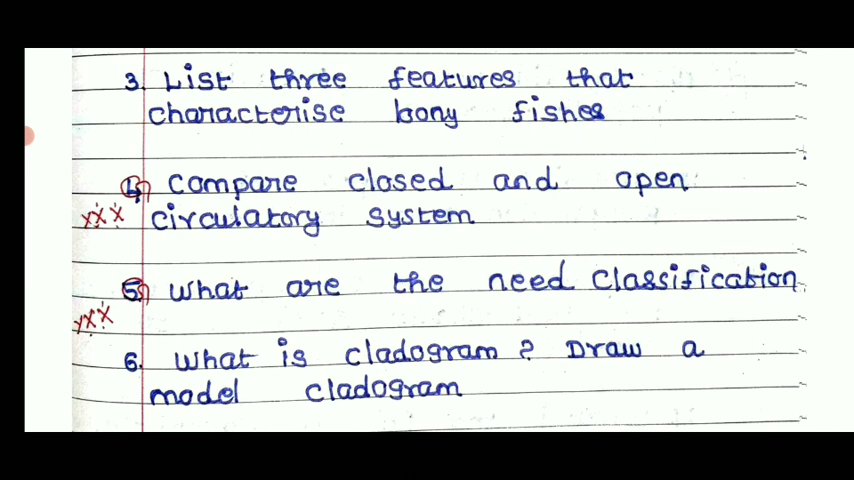 3. List three features that
characterise bony fishes
4) Compare closed and open
xxx circulatory system
5) What are the need classification
xxx
6. What is cladogram ? Draw a
model cladogram